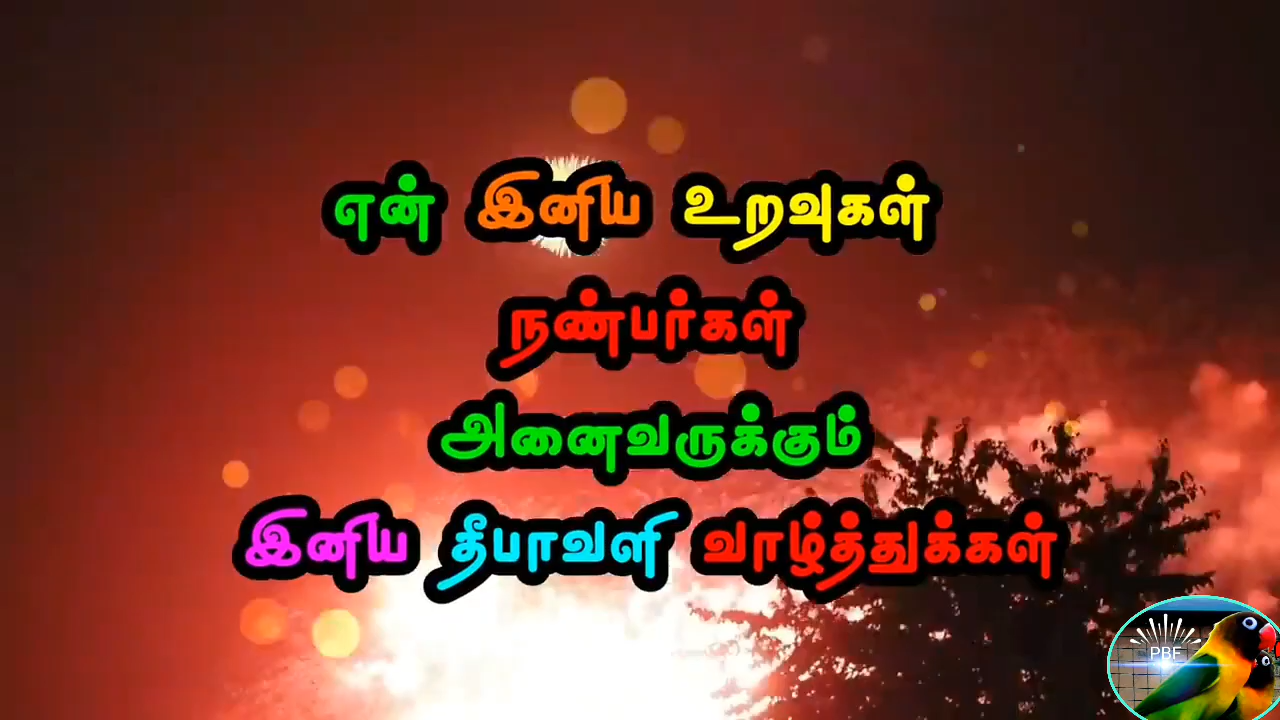 என் இனிய உறவுகள்
நண்பர்கள்
அனைவருக்கும்
இனிய தீபாவளி வாழ்த்துக்கள்
PBF